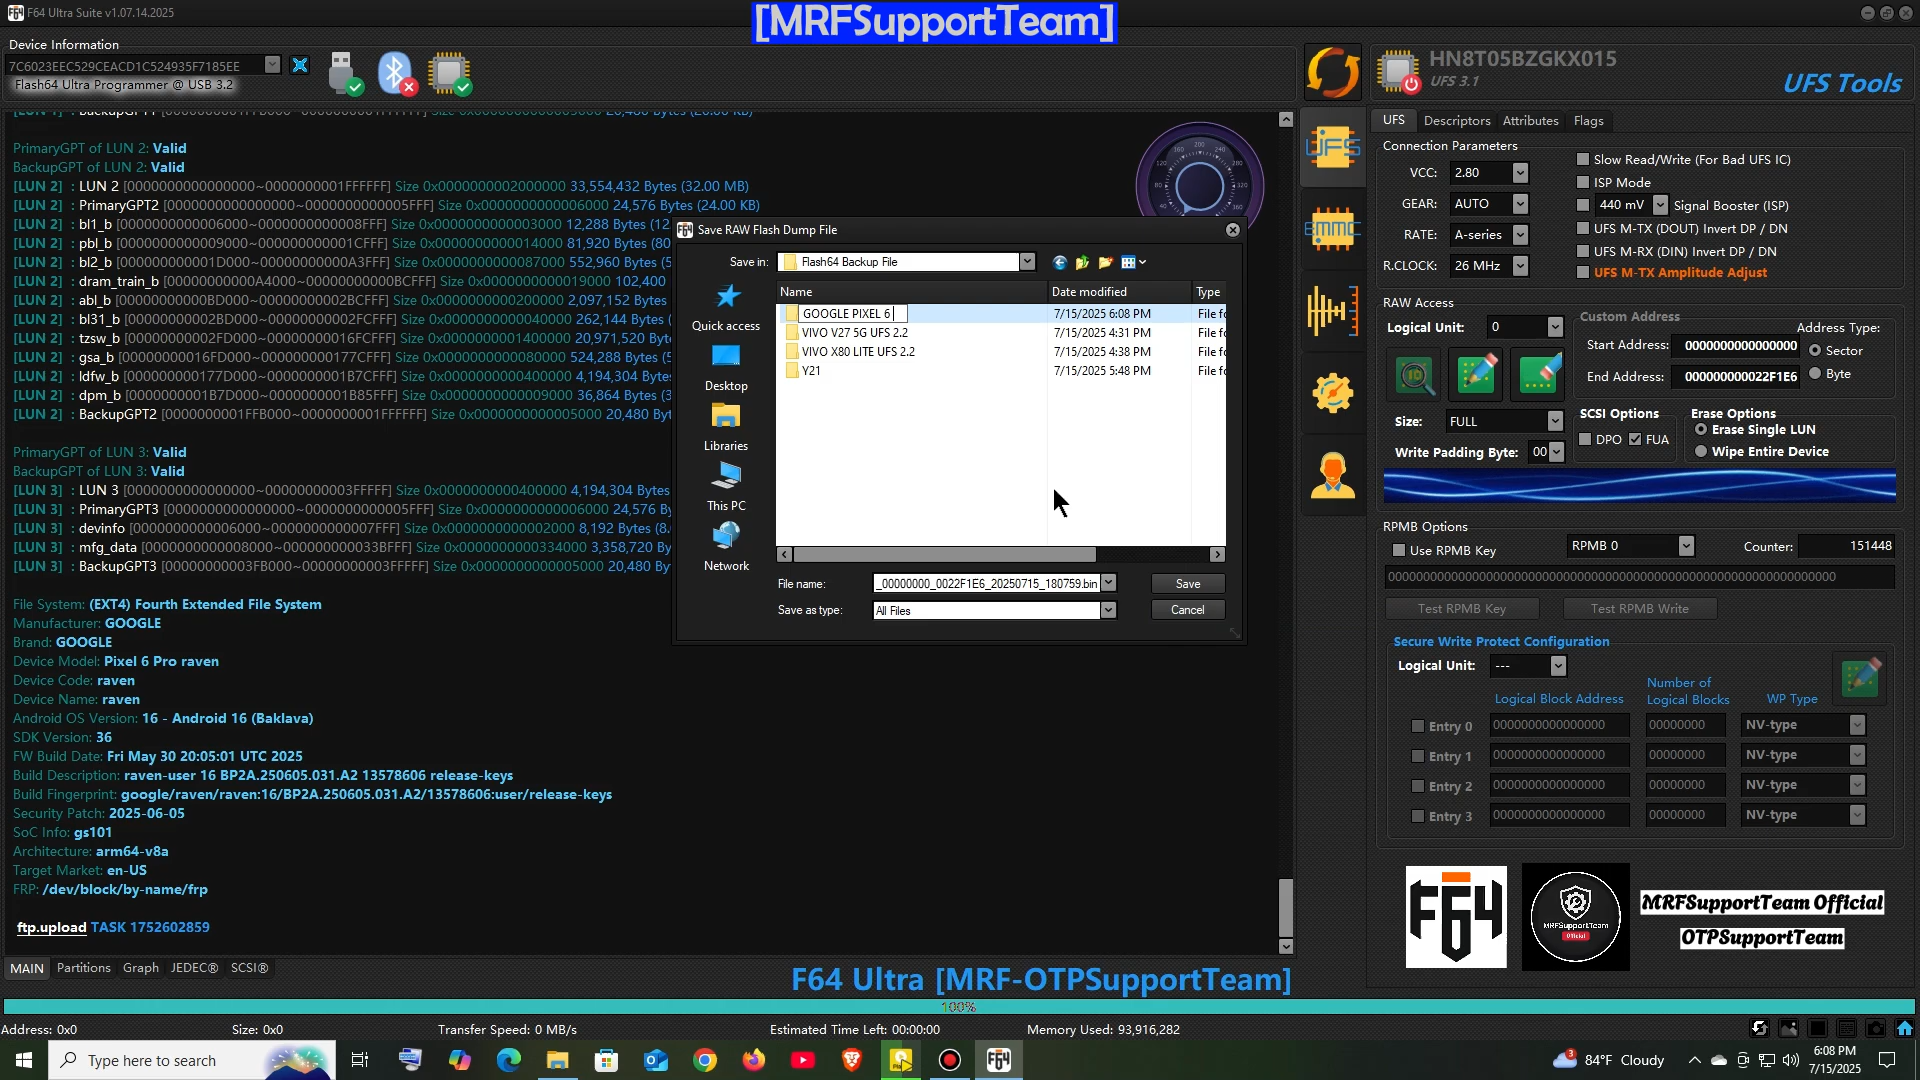 F64 Ultra Suite v1.07.14.2025
[MRFSupportTeam]
Device Information
7C6023EEC529CEACD1C524935F7185EE
Flash64 Ultra Programmer @ USB 3.2
HN8T05BZGKX015
UFS 3.1
UFS Tools
PrimaryGPT of LUN 2: Valid
BackupGPT of LUN 2: Valid
[LUN 2] : LUN 2 [0000000000000000~0000000001FFFFFF] Size 0x0000000002000000 33,554,432 Bytes (32.00 MB)
[LUN 2] : PrimaryGPT2 [0000000000000000~0000000000005FFF] Size 0x0000000000006000 24,576 Bytes (24.00 KB)
[LUN 2] : bl1_b [0000000000006000~0000000000008FFF] Size 0x0000000000003000 12,288 Bytes (12
[LUN 2] : pbl_b [0000000000009000~000000000001CFFF] Size 0x0000000000014000 81,920 Bytes (80
[LUN 2] : bl2_b [000000000001D000~00000000000A3FFF] Size 0x0000000000087000 552,960 Bytes (5
[LUN 2] : dram_train_b [00000000000A4000~00000000000BCFFF] Size 0x0000000000019000 102,400
[LUN 2] : abl_b [00000000000BD000~00000000002BCFFF] Size 0x0000000000200000 2,097,152 Bytes
[LUN 2] : bl31_b [00000000002BD000~00000000002FCFFF] Size 0x0000000000040000 262,144 Bytes (
[LUN 2] : tzsw_b [00000000002FD000~00000000016FCFFF] Size 0x0000000001400000 20,971,520 Byte
[LUN 2] : gsa_b [00000000016FD000~000000000177CFFF] Size 0x0000000000080000 524,288 Bytes (5
[LUN 2] : ldfw_b [000000000177D000~0000000001B7CFFF] Size 0x0000000000400000 4,194,304 Bytes
[LUN 2] : dpm_b [0000000001B7D000~0000000001B85FFF] Size 0x0000000000009000 36,864 Bytes (3
[LUN 2] : BackupGPT2 [0000000001FFB000~0000000001FFFFFF] Size 0x0000000000005000 20,480 Byt
PrimaryGPT of LUN 3: Valid
BackupGPT of LUN 3: Valid
[LUN 3] : LUN 3 [0000000000000000~00000000003FFFFF] Size 0x0000000000400000 4,194,304 Bytes
[LUN 3] : PrimaryGPT3 [0000000000000000~0000000000005FFF] Size 0x0000000000006000 24,576 Byt
[LUN 3] : devinfo [0000000000006000~0000000000007FFF] Size 0x0000000000002000 8,192 Bytes (8.
[LUN 3] : mfg_data [0000000000008000~000000000033BFFF] Size 0x0000000000334000 3,358,720 By
[LUN 3] : BackupGPT3 [00000000003FB000~00000000003FFFFF] Size 0x0000000000005000 20,480 Byt
File System: (EXT4) Fourth Extended File System
Manufacturer: GOOGLE
Brand: GOOGLE
Device Model: Pixel 6 Pro raven
Device Code: raven
Device Name: raven
Android OS Version: 16 - Android 16 (Baklava)
SDK Version: 36
FW Build Date: Fri May 30 20:05:01 UTC 2025
Build Description: raven-user 16 BP2A.250605.031.A2 13578606 release-keys
Build Fingerprint: google/raven/raven:16/BP2A.250605.031.A2/13578606:user/release-keys
Security Patch: 2025-06-05
SoC Info: gs101
Architecture: arm64-v8a
Target Market: en-US
FRP: /dev/block/by-name/frp
ftp.upload TASK 1752602859
MAIN Partitions Graph JEDEC® SCSI®
F64 Ultra [MRF-OTPSupportTeam]
Save RAW Flash Dump File
Save in: Flash64 Backup File
Name Date modified Type
GOOGLE PIXEL 6 7/15/2025 6:08 PM File fo
VIVO V27 5G UFS 2.2 7/15/2025 4:31 PM File fo
VIVO X80 LITE UFS 2.2 7/15/2025 4:38 PM File fo
Y21 7/15/2025 5:48 PM File fo
Quick access
Desktop
Libraries
This PC
Network
File name: _00000000_0022F1E6_20250715_180759.bin Save
Save as type: All Files Cancel
UFS
EMMC
UFS Descriptors Attributes Flags
Connection Parameters
VCC: 2.80
GEAR: AUTO
RATE: A-series
R.CLOCK: 26 MHz
Slow Read/Write (For Bad UFS IC)
ISP Mode
440 mV Signal Booster (ISP)
UFS M-TX (DOUT) Invert DP / DN
UFS M-RX (DIN) Invert DP / DN
UFS M-TX Amplitude Adjust
RAW Access
Logical Unit: 0
Custom Address
Address Type:
Start Address: 0000000000000000 Sector
End Address: 000000000022F1E6 Byte
Size: FULL
Write Padding Byte: 00
SCSI Options
DPO FUA
Erase Options
Erase Single LUN
Wipe Entire Device
RPMB Options
Use RPMB Key RPMB 0 Counter: 151448
Test RPMB Key Test RPMB Write
Secure Write Protect Configuration
Logical Unit: ---
Logical Block Address Number of Logical Blocks WP Type
Entry 0 0000000000000000 00000000 NV-type
Entry 1 0000000000000000 00000000 NV-type
Entry 2 0000000000000000 00000000 NV-type
Entry 3 0000000000000000 00000000 NV-type
F64
MRFSupportTeam
Official
MRFSupportTeam Official
OTPSupportTeam
100%
Address: 0x0 Size: 0x0 Transfer Speed: 0 MB/s Estimated Time Left: 00:00:00 Memory Used: 93,916,282
Type here to search
84°F Cloudy
6:08 PM
7/15/2025